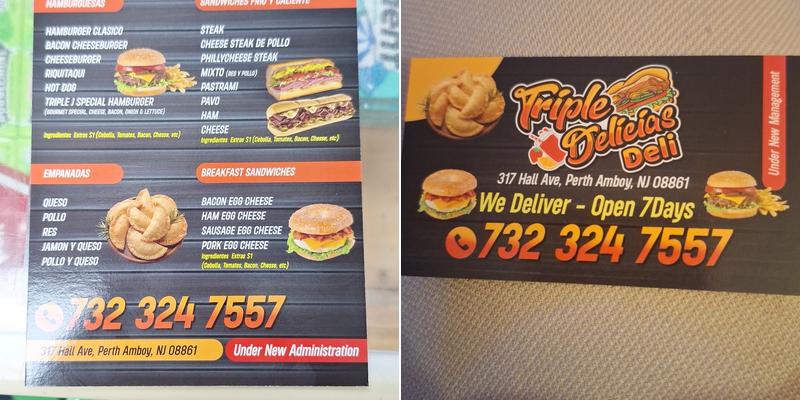 HAMBURGUESAS
SANDWICHES FRIO Y CALIENTE
HAMBURGER CLASICO
BACON CHEESEBURGER
CHEESEBURGER
RIQUITAQUI
HOT DOG
TRIPLE J SPECIAL HAMBURGER
(GOURMET SPECIAL, CHEESE, BACON, ONION & LETTUCE)
Ingredientes Extras $1 (Cebolla, Tomates, Bacon, Cheese, etc)
STEAK
CHEESE STEAK DE POLLO
PHILLYCHEESE STEAK
MIXTO (RES Y POLLO)
PASTRAMI
PAVO
HAM
CHEESE
Ingredientes Extras $1 (Cebolla, Tomates, Bacon, Cheese, etc)
EMPANADAS
QUESO
POLLO
RES
JAMON Y QUESO
POLLO Y QUESO
BREAKFAST SANDWICHES
BACON EGG CHEESE
HAM EGG CHEESE
SAUSAGE EGG CHEESE
PORK EGG CHEESE
Ingredientes Extras $1
(Cebolla, Tomates, Bacon, Cheese, etc)
732 324 7557
317 Hall Ave, Perth Amboy, NJ 08861
Under New Administration
Triple
Delicias
Deli
317 Hall Ave, Perth Amboy, NJ 08861
We Deliver - Open 7Days
732 324 7557
Under New Management